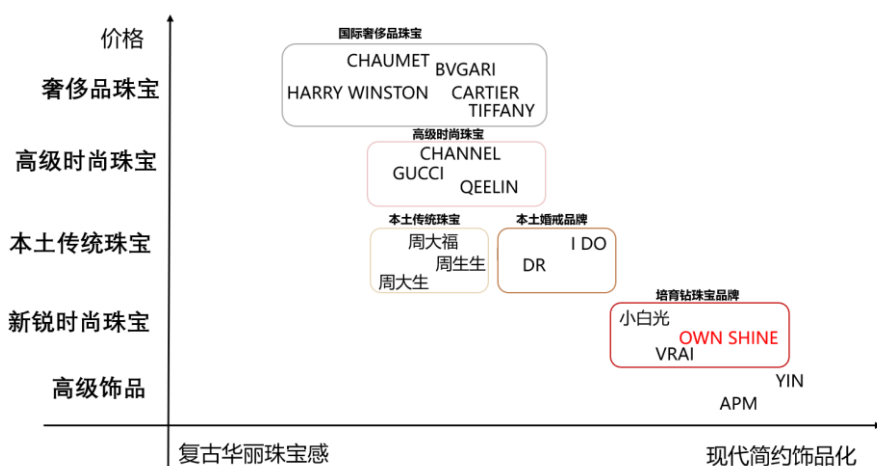 国际奢侈品珠宝
价格
CHAUMET
BVGARI
奢侈品珠宝
HARRY WINSTON
CARTIER
TIFFANY
高级时尚珠宝
CHANNEL
高级时尚珠宝
GUCCI
QEELIN
本土传统珠宝
本土婚戒品牌
本土传统珠宝
周大福
I DO
周生生
DR
周大生
培育钻珠宝品牌
新锐时尚珠宝
小白光
OWN SHINE
VRAI
高级饰品
YIN
APM
复古华丽珠宝感
现代简约饰品化